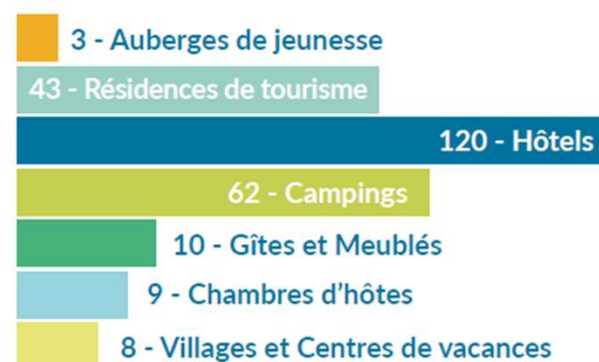 3 - Auberges de jeunesse
43 - Résidences de tourisme
120 - Hôtels
62 - Campings
10 - Gîtes et Meublés
9 - Chambres d’hôtes
8 - Villages et Centres de vacances